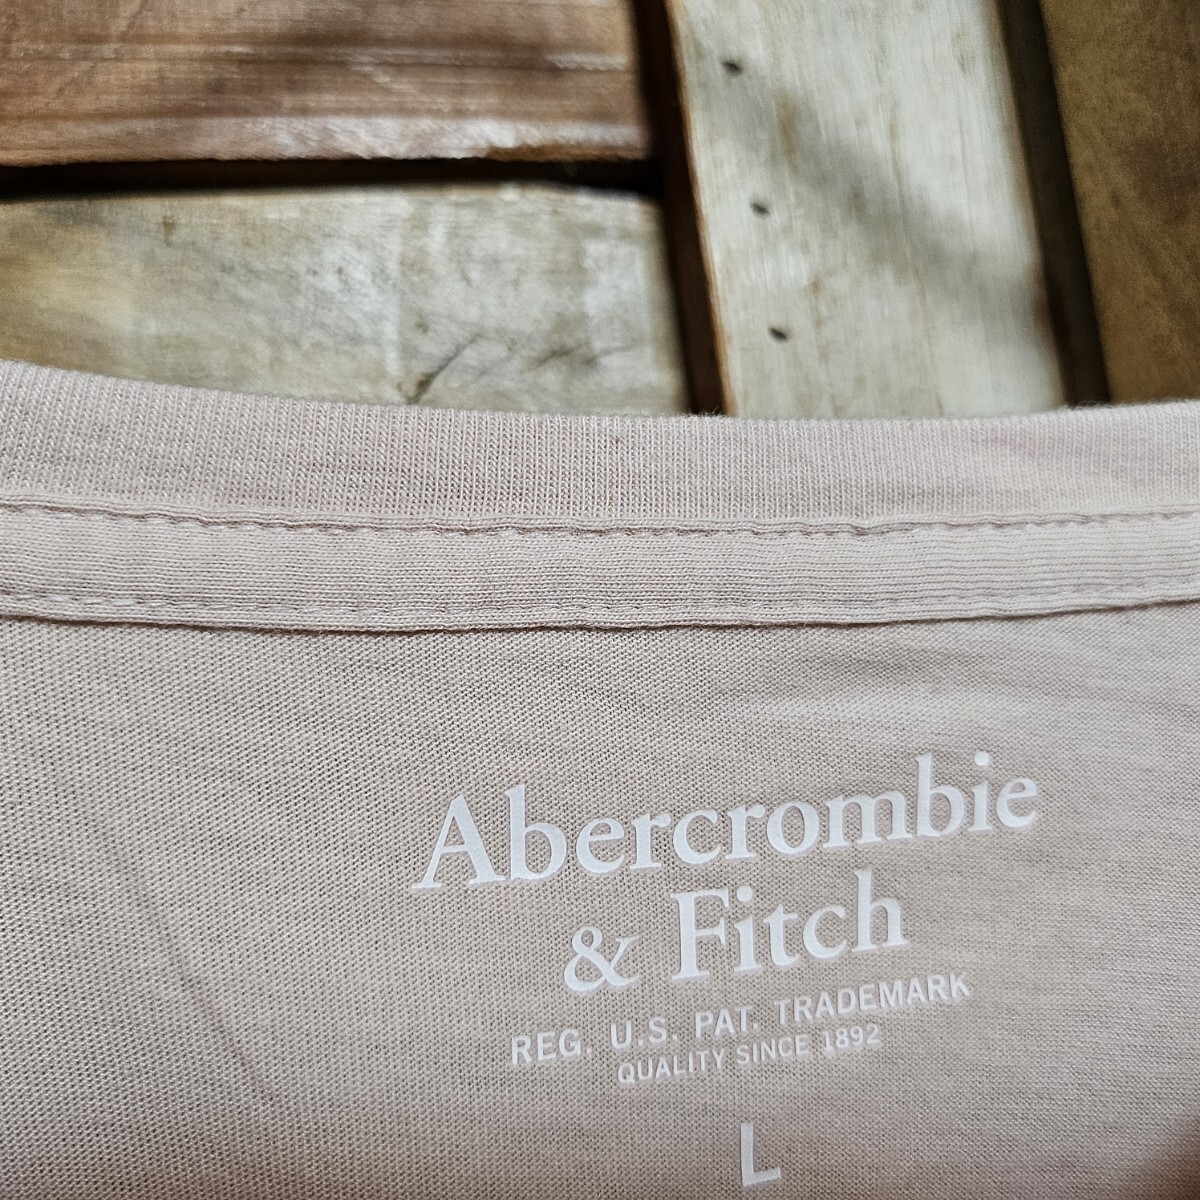 Abercrombie
& Fitch
REG. U.S. PAT. TRADEMARK
QUALITY SINCE 1892
L